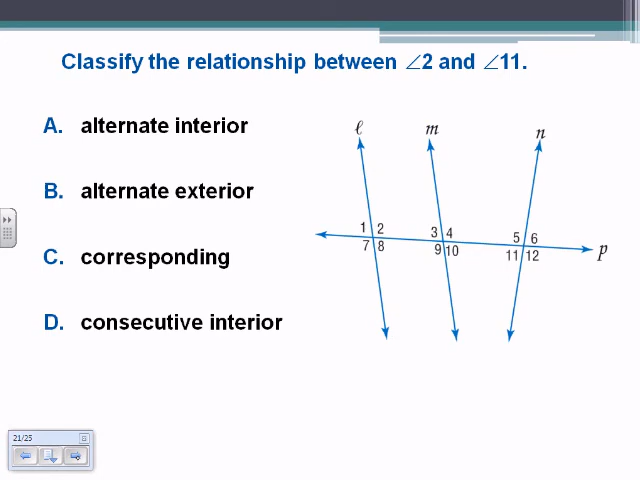 Classify the relationship between ∠2 and ∠11.
A. alternate interior
B. alternate exterior
C. corresponding
D. consecutive interior
ℓ m n
1 2 3 4 5 6
7 8 9 10 11 12
p
21/25